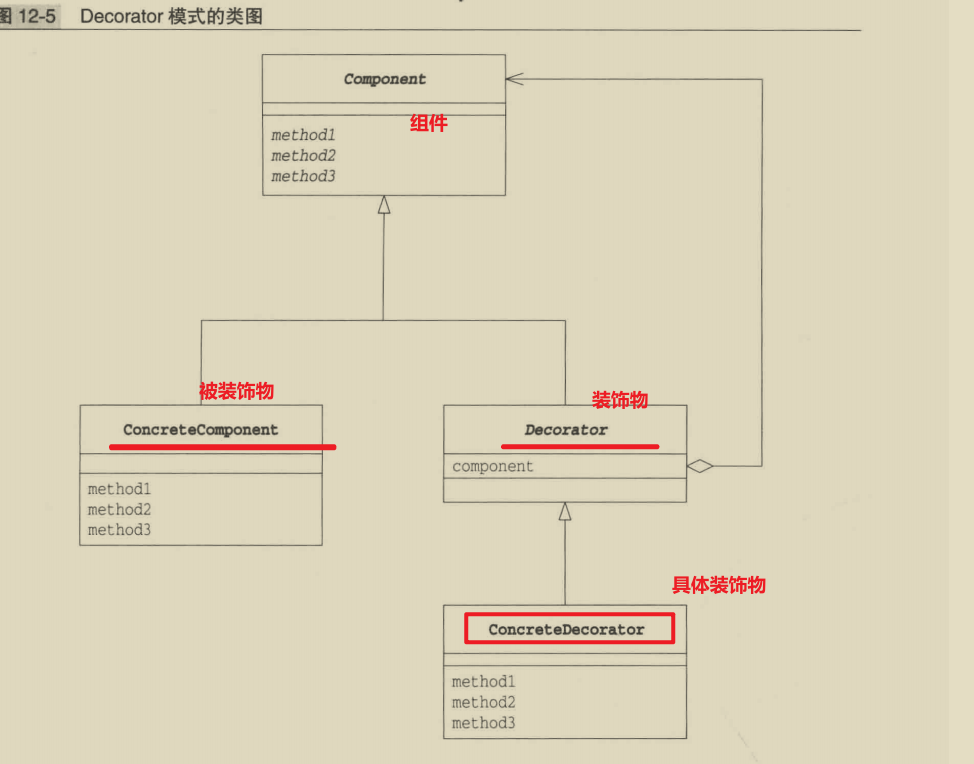 图 12-5 Decorator 模式的类图
Component
组件
method1
method2
method3
被装饰物
ConcreteComponent
method1
method2
method3
装饰物
Decorator
component
具体装饰物
ConcreteDecorator
method1
method2
method3